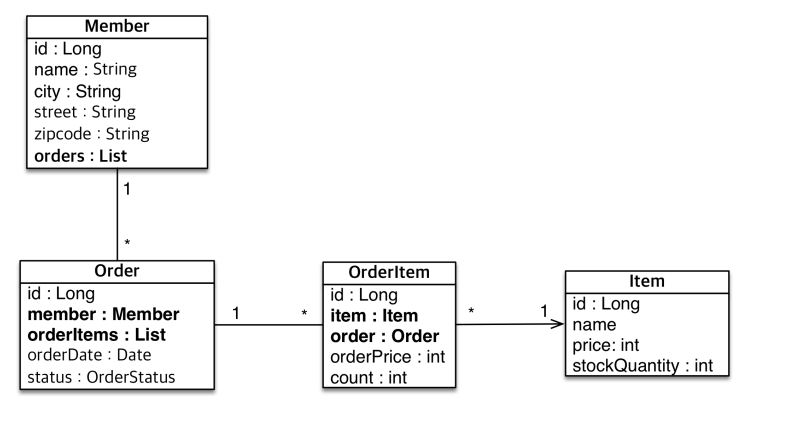 Member
id : Long
name : String
city : String
street : String
zipcode : String
orders : List
1
*
Order
id : Long
member : Member
orderItems : List
orderDate : Date
status : OrderStatus
1
*
OrderItem
id : Long
item : Item
order : Order
orderPrice : int
count : int
*
1
Item
id : Long
name
price: int
stockQuantity : int